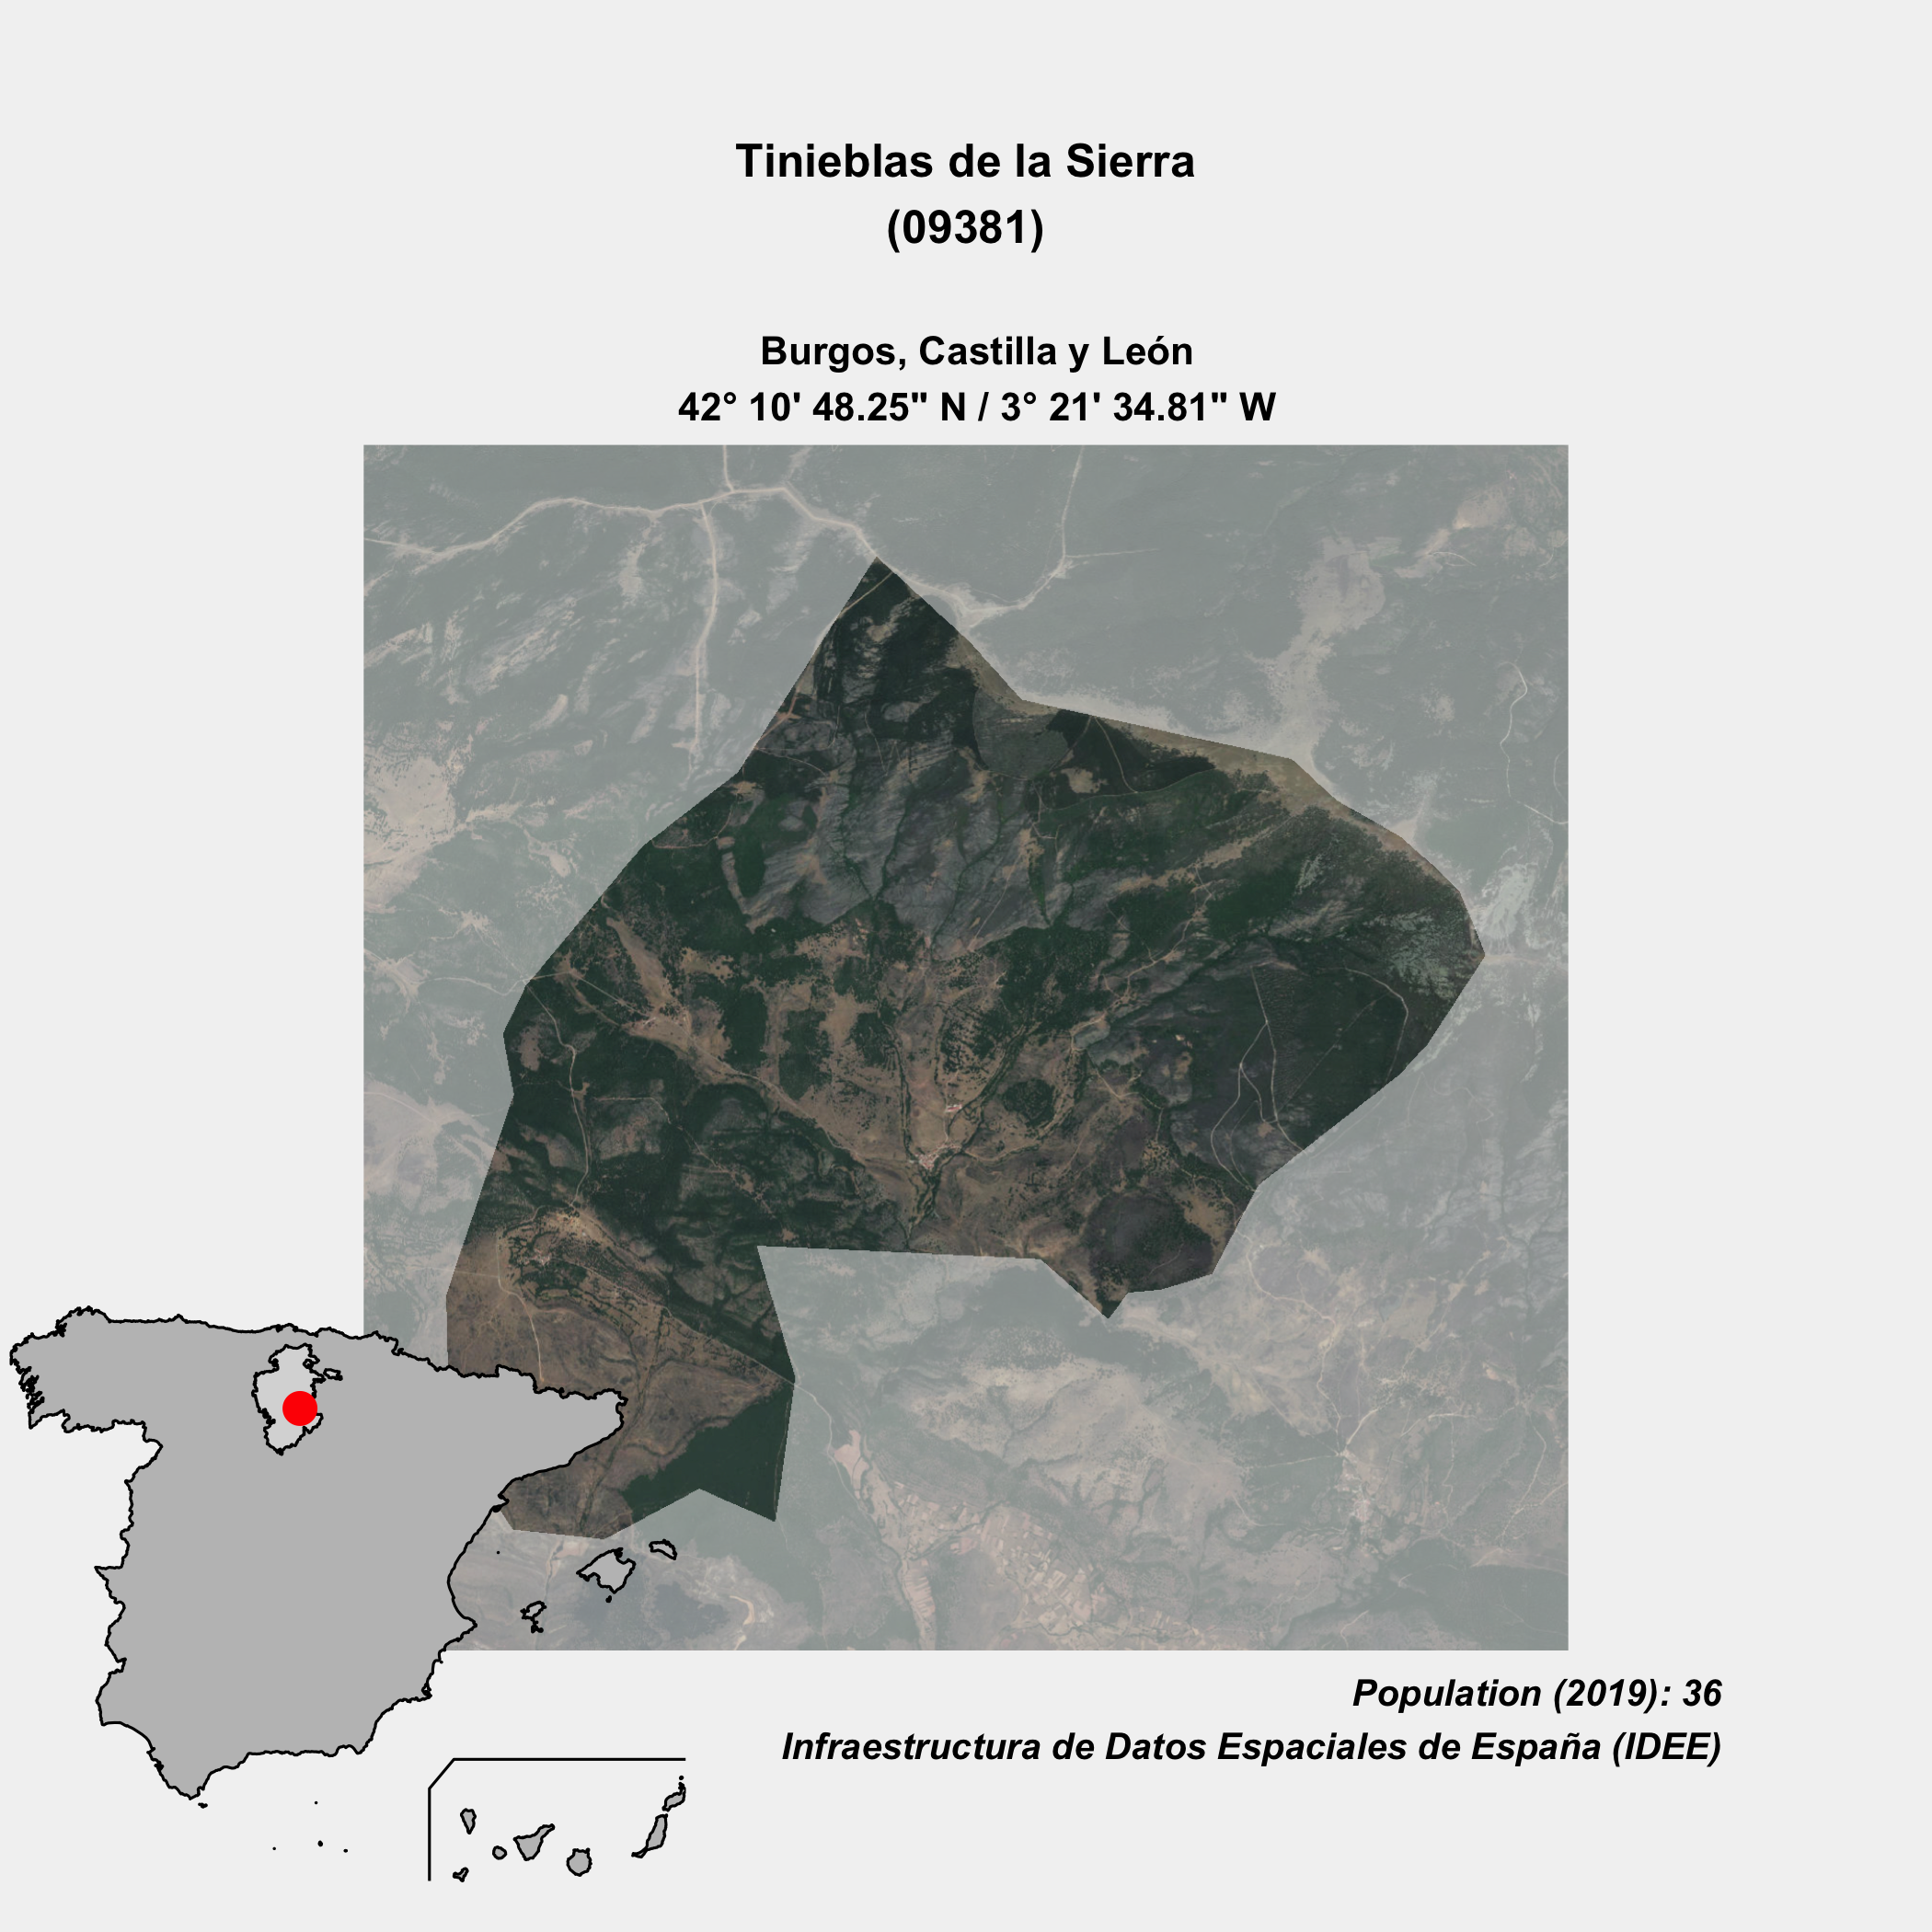 Tinieblas de la Sierra
(09381)
Burgos, Castilla y León
42° 10' 48.25" N / 3° 21' 34.81" W
Population (2019): 36
Infraestructura de Datos Espaciales de España (IDEE)